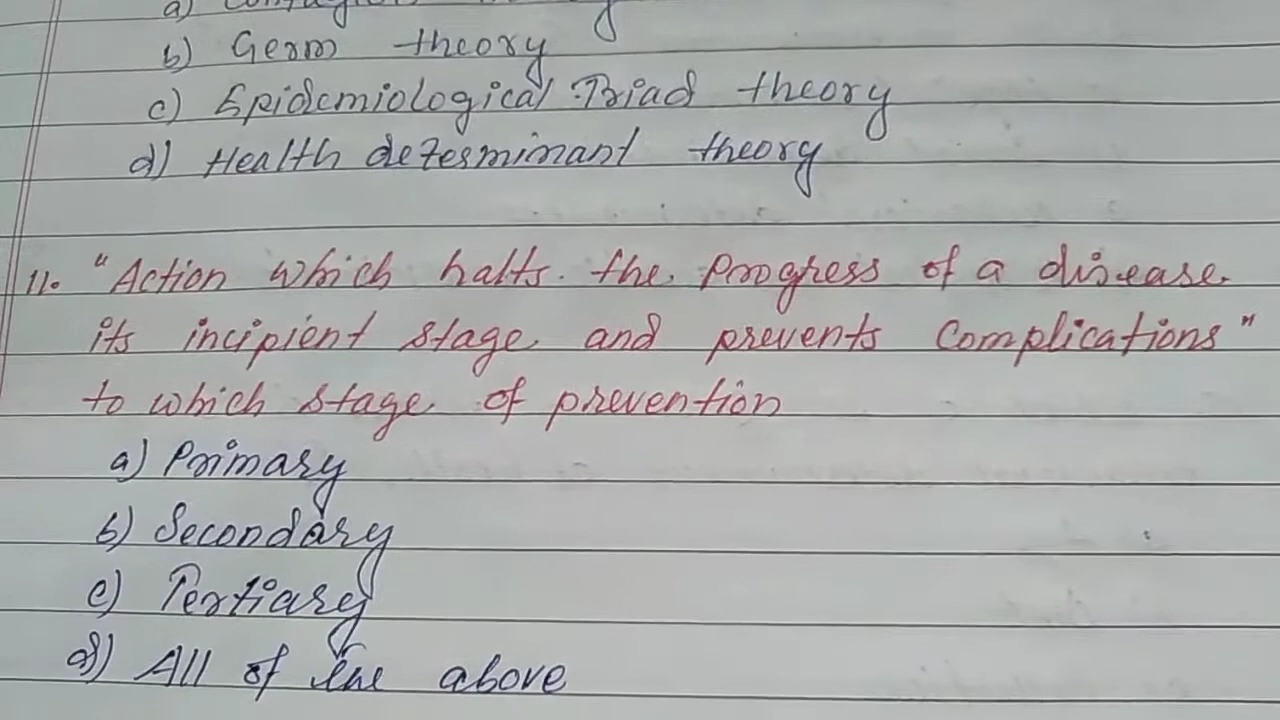 a)
b) Germ theory
c) Epidemiological Triad theory
d) Health determinant theory
11. "Action which halts the Progress of a disease
its incipient stage and prevents Complications"
to which stage of prevention
a) Primary
b) Secondary
c) Tertiary
d) All of the above